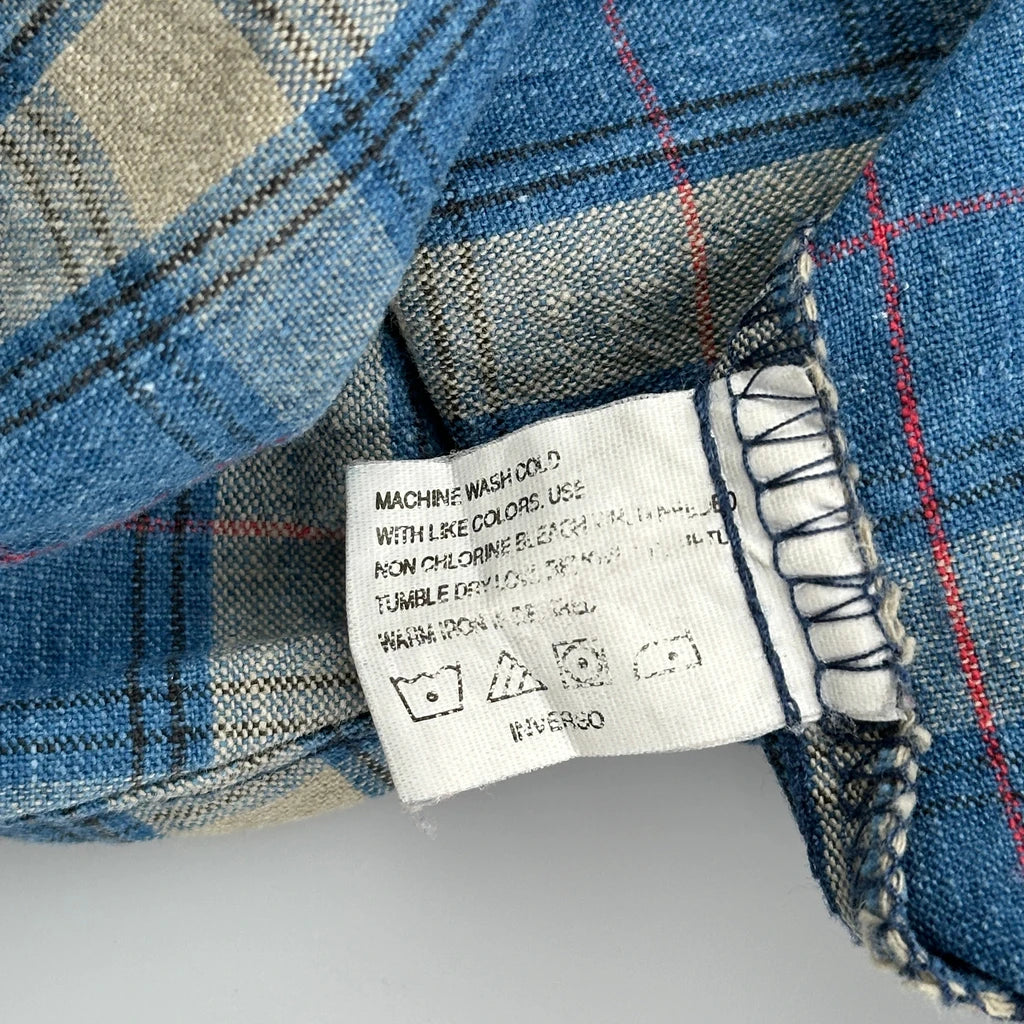 MACHINE WASH COLD
WITH LIKE COLORS. USE
NON CHLORINE BLEACH
TUMBLE DRY LOW.
WARM IRON
INVERSO